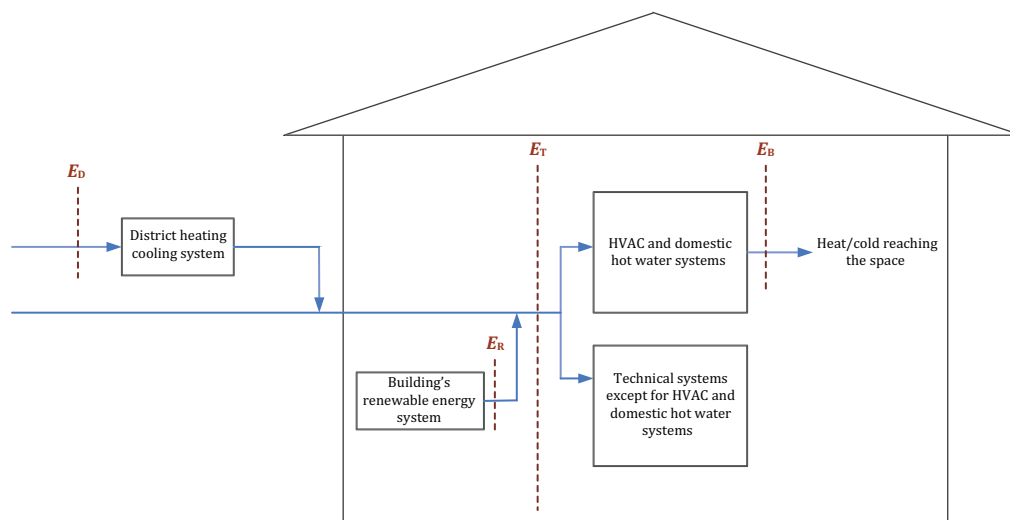 E_T
E_B
E_D
District heating
cooling system
HVAC and domestic
hot water systems
Heat/cold reaching
the space
E_R
Building’s
renewable energy
system
Technical systems
except for HVAC and
domestic hot water
systems